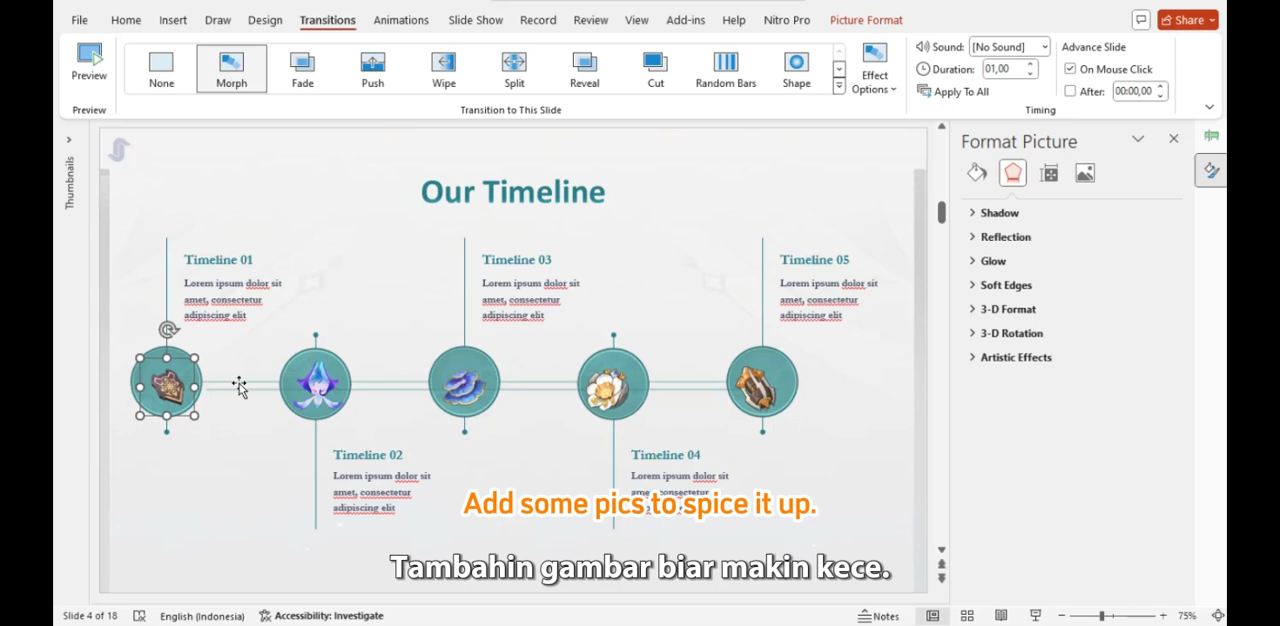 File Home Insert Draw Design Transitions Animations Slide Show Record Review View Add-ins Help Nitro Pro Picture Format Share
Preview None Morph Fade Push Wipe Split Reveal Cut Random Bars Shape Effect Options
Sound: [No Sound] Advance Slide
Duration: 01,00 On Mouse Click
Apply To All After: 00:00,00
Preview Transition to This Slide Timing
Thumbnails
Our Timeline
Timeline 01
Lorem ipsum dolor sit
amet, consectetur
adipiscing elit
Timeline 03
Lorem ipsum dolor sit
amet, consectetur
adipiscing elit
Timeline 05
Lorem ipsum dolor sit
amet, consectetur
adipiscing elit
Timeline 02
Lorem ipsum dolor sit
amet, consectetur
adipiscing elit
Timeline 04
Lorem ipsum dolor sit
amet, consectetur
Add some pics to spice it up.
Tambahin gambar biar makin kece.
Format Picture
Shadow
Reflection
Glow
Soft Edges
3-D Format
3-D Rotation
Artistic Effects
Slide 4 of 18 English (Indonesia) Accessibility: Investigate Notes 75%